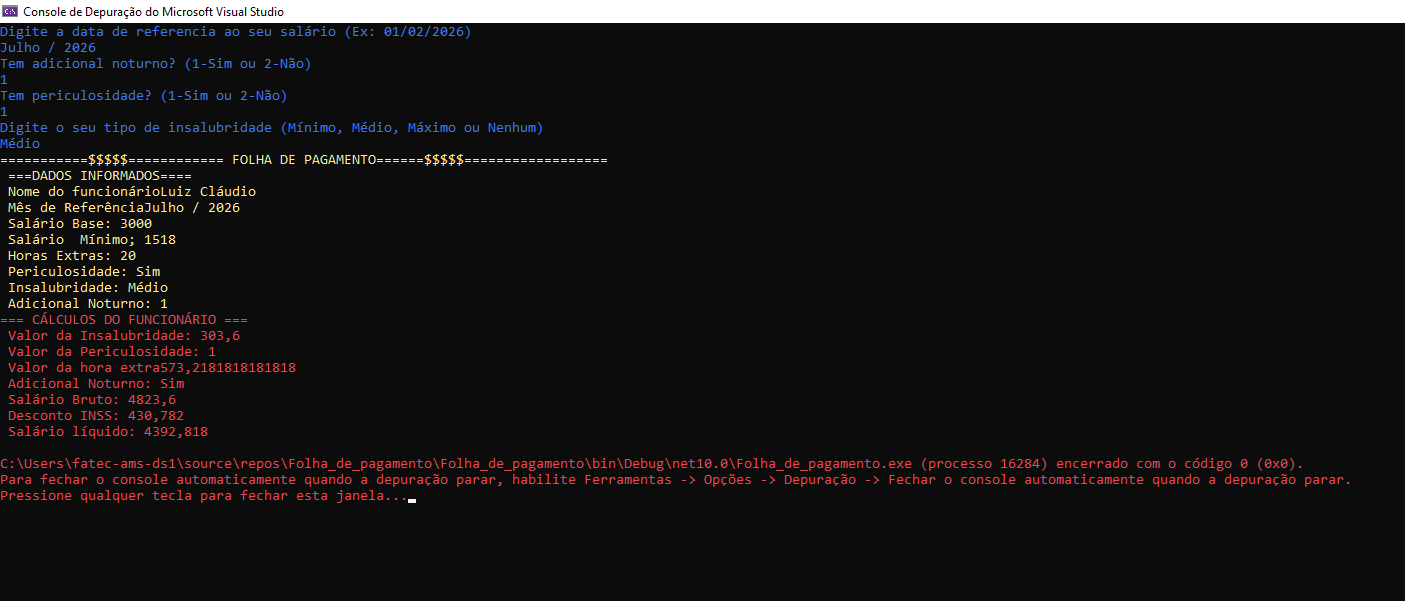 Console de Depuração do Microsoft Visual Studio
Digite a data de referencia ao seu salário (Ex: 01/02/2026)
Julho / 2026
Tem adicional noturno? (1-Sim ou 2-Não)
1
Tem periculosidade? (1-Sim ou 2-Não)
1
Digite o seu tipo de insalubridade (Mínimo, Médio, Máximo ou Nenhum)
Médio
===========$$$$$============ FOLHA DE PAGAMENTO======$$$$$==================
===DADOS INFORMADOS====
Nome do funcionárioLuiz Cláudio
Mês de ReferênciaJulho / 2026
Salário Base: 3000
Salário  Mínimo; 1518
Horas Extras: 20
Periculosidade: Sim
Insalubridade: Médio
Adicional Noturno: 1
=== CÁLCULOS DO FUNCIONÁRIO ===
Valor da Insalubridade: 303,6
Valor da Periculosidade: 1
Valor da hora extra573,2181818181818
Adicional Noturno: Sim
Salário Bruto: 4823,6
Desconto INSS: 430,782
Salário líquido: 4392,818
C:\Users\fatec-ams-ds1\source\repos\Folha_de_pagamento\Folha_de_pagamento\bin\Debug\net10.0\Folha_de_pagamento.exe (processo 16284) encerrado com o código 0 (0x0).
Para fechar o console automaticamente quando a depuração parar, habilite Ferramentas -> Opções -> Depuração -> Fechar o console automaticamente quando a depuração parar.
Pressione qualquer tecla para fechar esta janela...